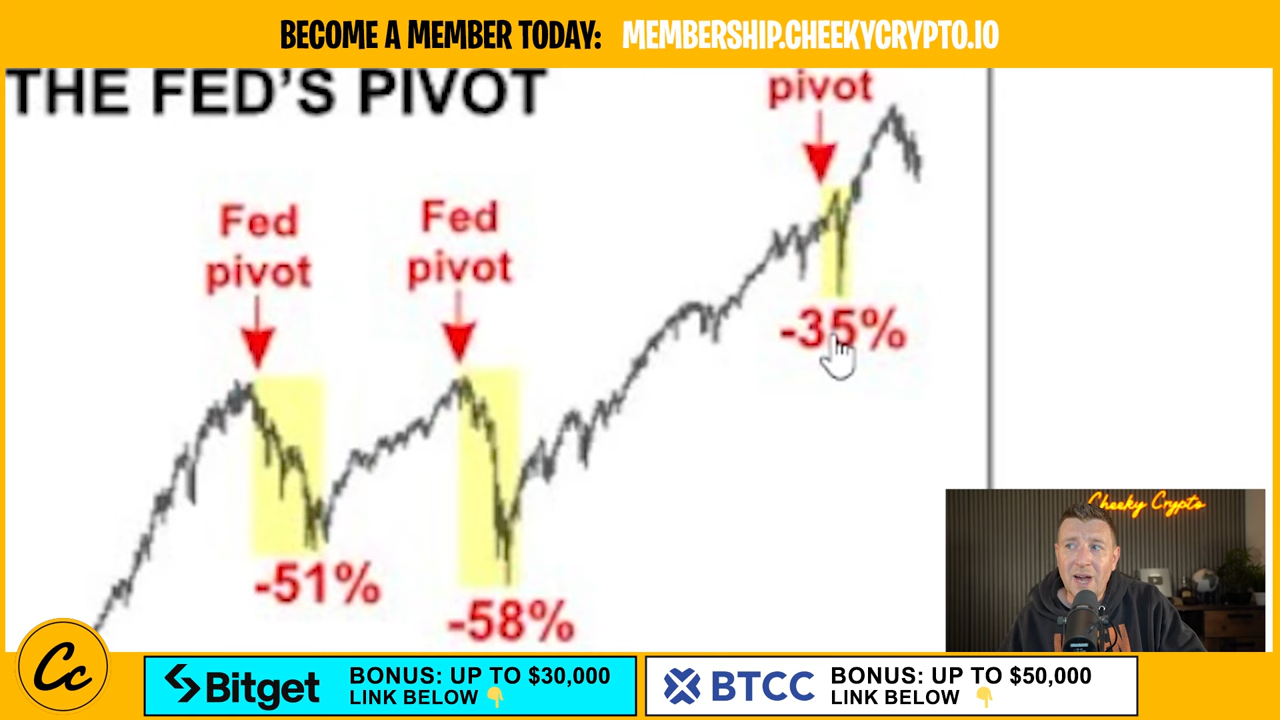 BECOME A MEMBER TODAY: MEMBERSHIP.CHEEKYCRYPTO.IO
THE FED'S PIVOT
pivot
Fed
pivot
Fed
pivot
-35%
-51%
-58%
Cheeky Crypto
Cc
Bitget
BONUS: UP TO $30,000
LINK BELOW 👇
BTCC
BONUS: UP TO $50,000
LINK BELOW 👇